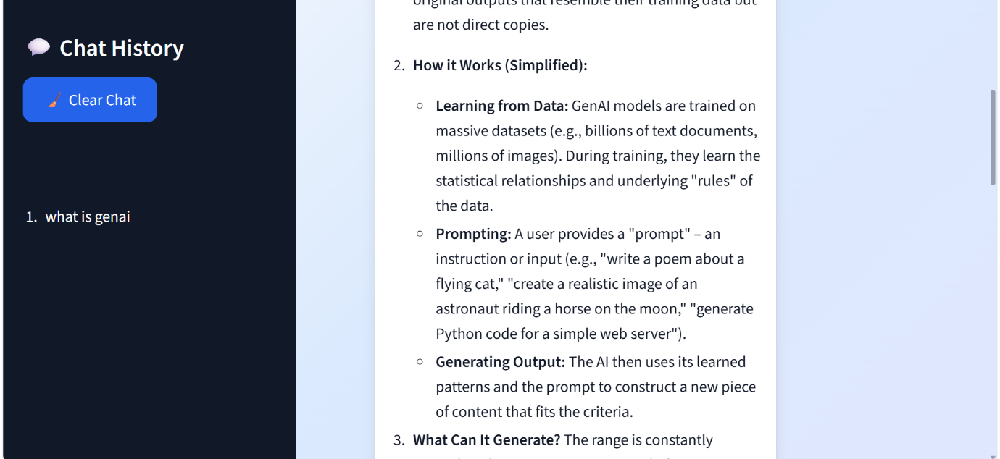 💬 Chat History
🧹 Clear Chat
1. what is genai
original outputs that resemble their training data but
are not direct copies.
2. How it Works (Simplified):
○ Learning from Data: GenAI models are trained on
massive datasets (e.g., billions of text documents,
millions of images). During training, they learn the
statistical relationships and underlying "rules" of
the data.
○ Prompting: A user provides a "prompt" – an
instruction or input (e.g., "write a poem about a
flying cat," "create a realistic image of an
astronaut riding a horse on the moon," "generate
Python code for a simple web server").
○ Generating Output: The AI then uses its learned
patterns and the prompt to construct a new piece
of content that fits the criteria.
3. What Can It Generate? The range is constantly